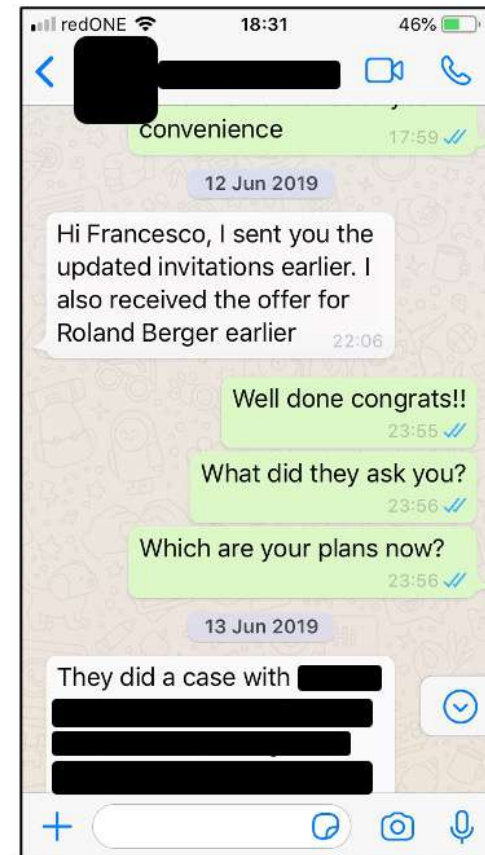 redONE 18:31 46%
convenience
17:59
12 Jun 2019
Hi Francesco, I sent you the
updated invitations earlier. I
also received the offer for
Roland Berger earlier 22:06
Well done congrats!!
23:55
What did they ask you?
23:56
Which are your plans now?
23:56
13 Jun 2019
They did a case with